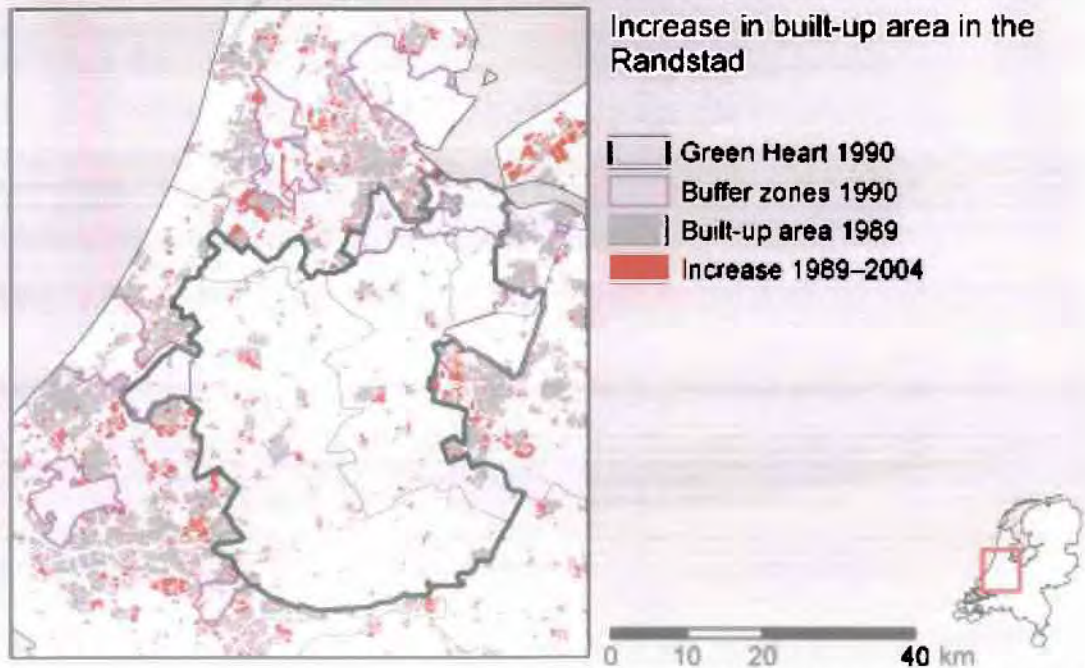 Increase in built-up area in the
Randstad
Green Heart 1990
Buffer zones 1990
Built-up area 1989
Increase 1989–2004
0 10 20 40 km